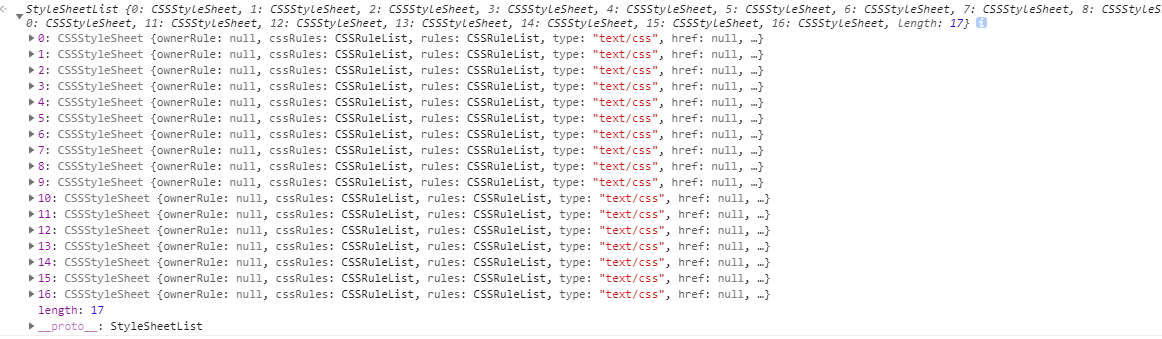 StyleSheetList {0: CSSStyleSheet, 1: CSSStyleSheet, 2: CSSStyleSheet, 3: CSSStyleSheet, 4: CSSStyleSheet, 5: CSSStyleSheet, 6: CSSStyleSheet, 7: CSSStyleSheet, 8: CSSStyleS
0: CSSStyleSheet, 11: CSSStyleSheet, 12: CSSStyleSheet, 13: CSSStyleSheet, 14: CSSStyleSheet, 15: CSSStyleSheet, 16: CSSStyleSheet, length: 17} i
0: CSSStyleSheet {ownerRule: null, cssRules: CSSRuleList, rules: CSSRuleList, type: "text/css", href: null, …}
1: CSSStyleSheet {ownerRule: null, cssRules: CSSRuleList, rules: CSSRuleList, type: "text/css", href: null, …}
2: CSSStyleSheet {ownerRule: null, cssRules: CSSRuleList, rules: CSSRuleList, type: "text/css", href: null, …}
3: CSSStyleSheet {ownerRule: null, cssRules: CSSRuleList, rules: CSSRuleList, type: "text/css", href: null, …}
4: CSSStyleSheet {ownerRule: null, cssRules: CSSRuleList, rules: CSSRuleList, type: "text/css", href: null, …}
5: CSSStyleSheet {ownerRule: null, cssRules: CSSRuleList, rules: CSSRuleList, type: "text/css", href: null, …}
6: CSSStyleSheet {ownerRule: null, cssRules: CSSRuleList, rules: CSSRuleList, type: "text/css", href: null, …}
7: CSSStyleSheet {ownerRule: null, cssRules: CSSRuleList, rules: CSSRuleList, type: "text/css", href: null, …}
8: CSSStyleSheet {ownerRule: null, cssRules: CSSRuleList, rules: CSSRuleList, type: "text/css", href: null, …}
9: CSSStyleSheet {ownerRule: null, cssRules: CSSRuleList, rules: CSSRuleList, type: "text/css", href: null, …}
10: CSSStyleSheet {ownerRule: null, cssRules: CSSRuleList, rules: CSSRuleList, type: "text/css", href: null, …}
11: CSSStyleSheet {ownerRule: null, cssRules: CSSRuleList, rules: CSSRuleList, type: "text/css", href: null, …}
12: CSSStyleSheet {ownerRule: null, cssRules: CSSRuleList, rules: CSSRuleList, type: "text/css", href: null, …}
13: CSSStyleSheet {ownerRule: null, cssRules: CSSRuleList, rules: CSSRuleList, type: "text/css", href: null, …}
14: CSSStyleSheet {ownerRule: null, cssRules: CSSRuleList, rules: CSSRuleList, type: "text/css", href: null, …}
15: CSSStyleSheet {ownerRule: null, cssRules: CSSRuleList, rules: CSSRuleList, type: "text/css", href: null, …}
16: CSSStyleSheet {ownerRule: null, cssRules: CSSRuleList, rules: CSSRuleList, type: "text/css", href: null, …}
length: 17
__proto__: StyleSheetList